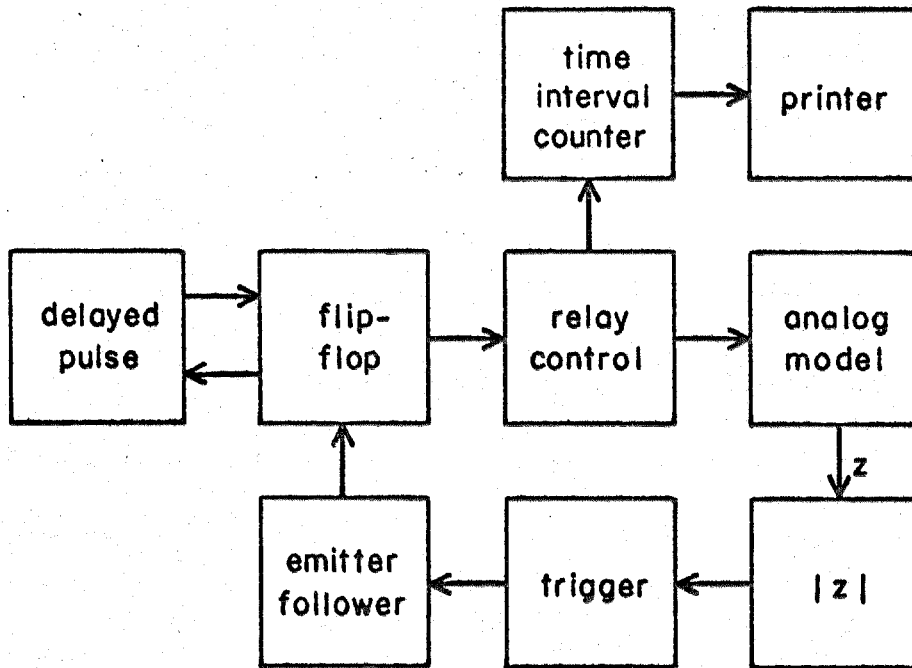 time
interval
counter
printer
delayed
pulse
flip-
flop
relay
control
analog
model
z
emitter
follower
trigger
|z|